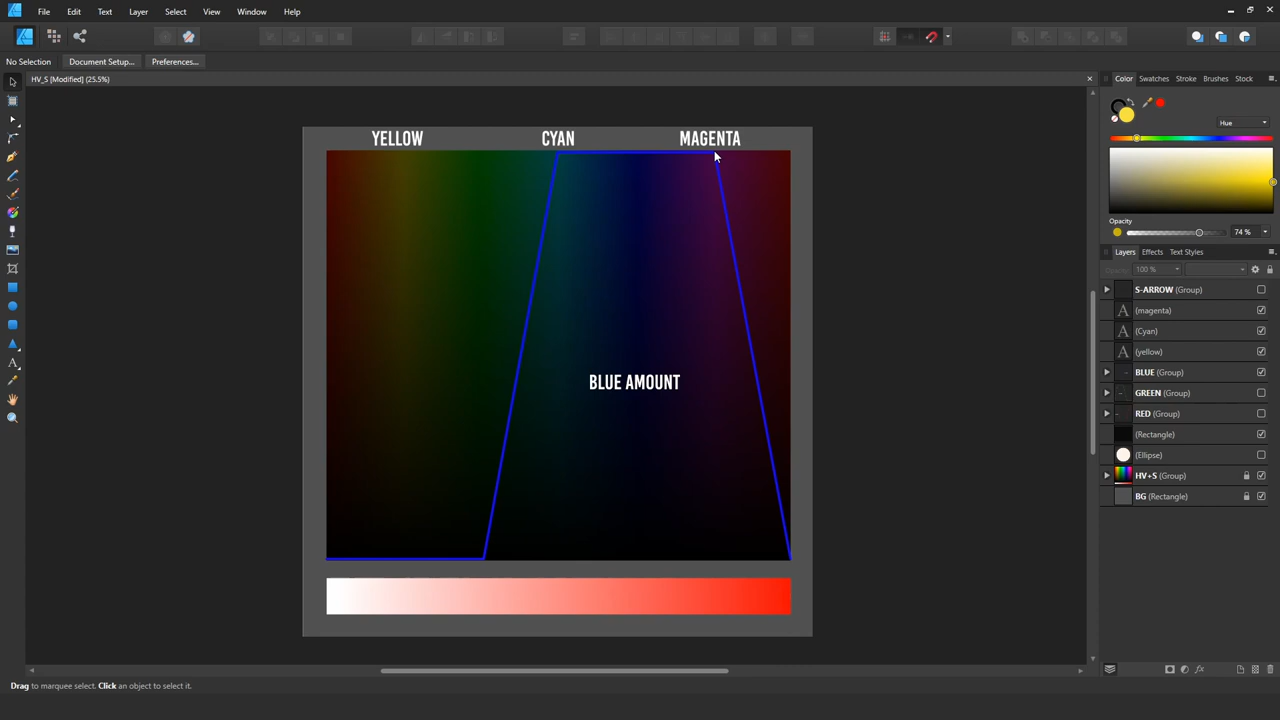 File Edit Text Layer Select View Window Help
No Selection Document Setup... Preferences...
HV_S [Modified] (25.5%)
YELLOW CYAN MAGENTA
BLUE AMOUNT
Color Swatches Stroke Brushes Stock
Hue
Opacity
74 %
Layers Effects Text Styles
Opacity: 100 %
S-ARROW (Group)
(magenta)
(Cyan)
(yellow)
BLUE (Group)
GREEN (Group)
RED (Group)
(Rectangle)
(Ellipse)
HV+S (Group)
BG (Rectangle)
Drag to marquee select. Click an object to select it.